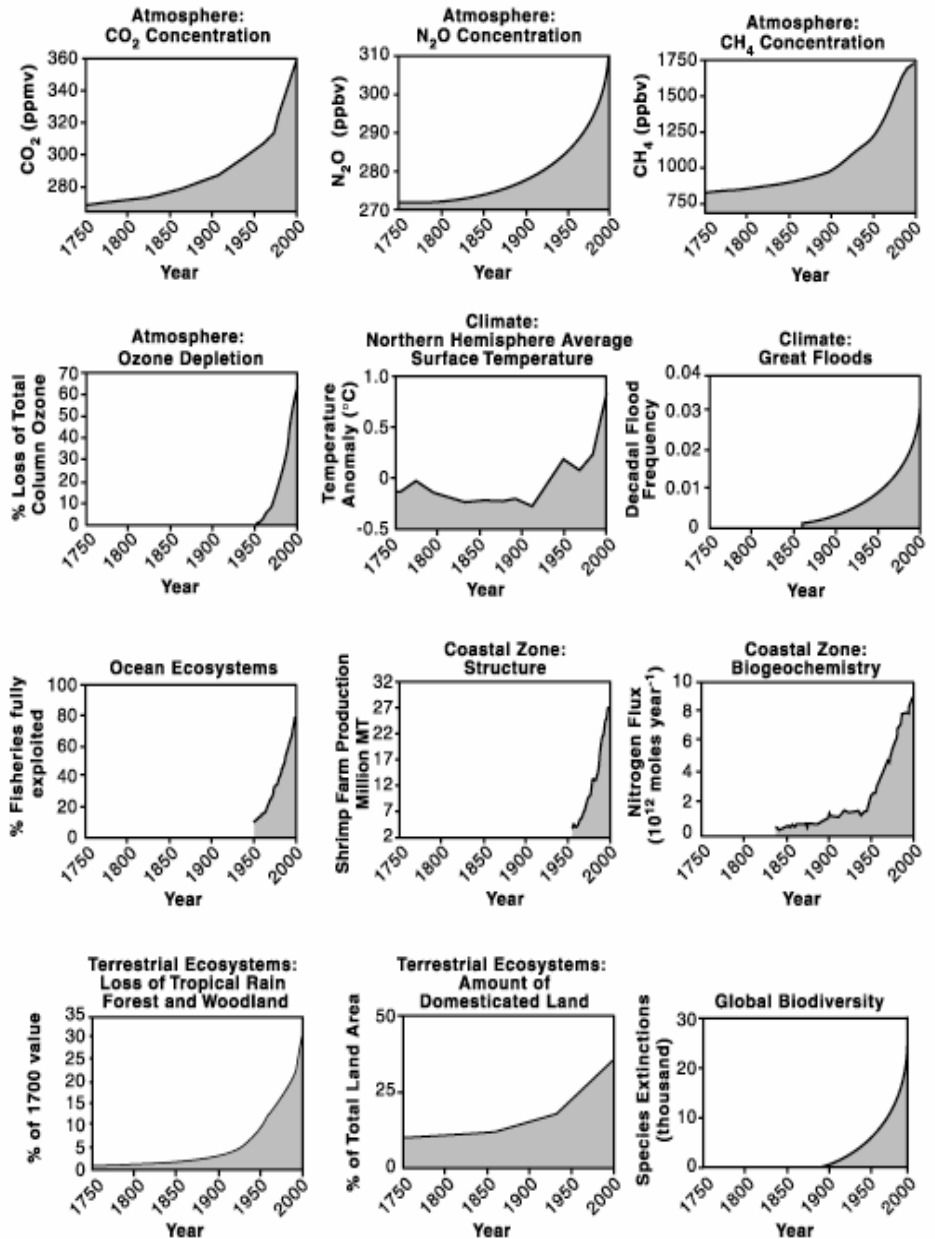 Atmosphere:
CO2 Concentration
CO2 (ppmv)
360
340
320
300
280
1750
1800
1850
1900
1950
2000
Year
Atmosphere:
N2O Concentration
N2O (ppbv)
310
300
290
280
270
1750
1800
1850
1900
1950
2000
Year
Atmosphere:
CH4 Concentration
CH4 (ppbv)
1750
1500
1250
1000
750
1750
1800
1850
1900
1950
2000
Year
Atmosphere:
Ozone Depletion
% Loss of Total
Column Ozone
70
60
50
40
30
20
10
0
1750
1800
1850
1900
1950
2000
Year
Climate:
Northern Hemisphere Average
Surface Temperature
Temperature
Anomaly (°C)
1.0
0.5
0
-0.5
1750
1800
1850
1900
1950
2000
Year
Climate:
Great Floods
Decadal Flood
Frequency
0.04
0.03
0.01
0.01
0
1750
1800
1850
1900
1950
2000
Year
Ocean Ecosystems
% Fisheries fully
exploited
100
80
60
40
20
0
1750
1800
1850
1900
1950
2000
Year
Coastal Zone:
Structure
Shrimp Farm Production
Million MT
32
27
22
17
12
7
2
1750
1800
1850
1900
1950
2000
Year
Coastal Zone:
Biogeochemistry
Nitrogen Flux
(10¹² moles year⁻¹)
10
8
6
4
2
0
1750
1800
1850
1900
1950
2000
Year
Terrestrial Ecosystems:
Loss of Tropical Rain
Forest and Woodland
% of 1700 value
35
30
25
20
15
10
5
0
1750
1800
1850
1900
1950
2000
Year
Terrestrial Ecosystems:
Amount of
Domesticated Land
% of Total Land Area
50
25
0
1750
1800
1850
1900
1950
2000
Year
Global Biodiversity
Species Extinctions
(thousand)
30
20
10
0
1750
1800
1850
1900
1950
2000
Year